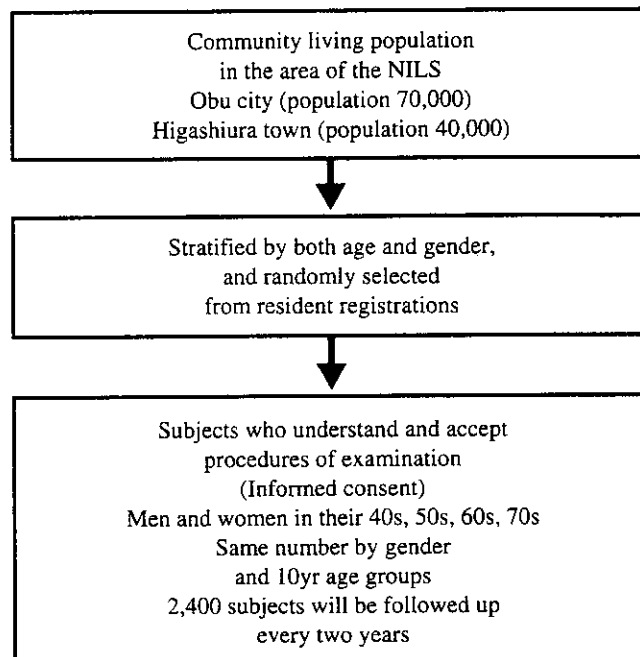 Community living population
in the area of the NILS
Obu city (population 70,000)
Higashiura town (population 40,000)
Stratified by both age and gender,
and randomly selected
from resident registrations
Subjects who understand and accept
procedures of examination
(Informed consent)
Men and women in their 40s, 50s, 60s, 70s
Same number by gender
and 10yr age groups
2,400 subjects will be followed up
every two years